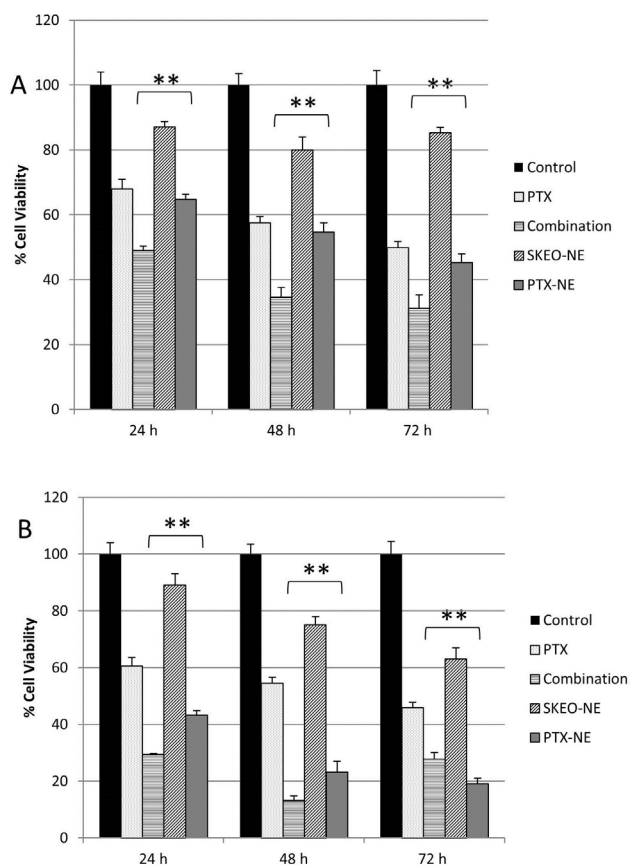 A
% Cell Viability
120
100
80
60
40
20
0
**
**
**
24 h
48 h
72 h
Control
PTX
Combination
SKEO-NE
PTX-NE
B
% Cell Viability
120
100
80
60
40
20
0
**
**
**
24 h
48 h
72 h
Control
PTX
Combination
SKEO-NE
PTX-NE